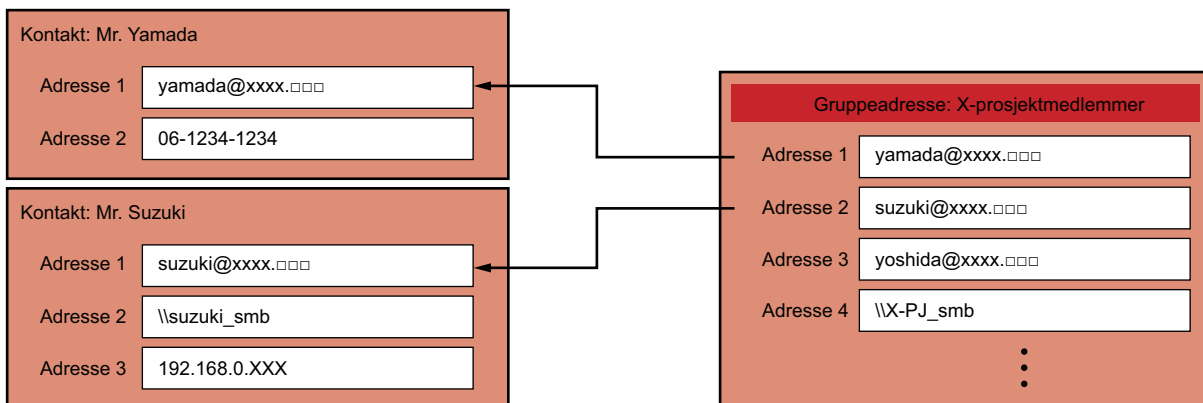 Kontakt: Mr. Yamada
Adresse 1 yamada@xxxx.□□□
Adresse 2 06-1234-1234
Kontakt: Mr. Suzuki
Adresse 1 suzuki@xxxx.□□□
Adresse 2 \\suzuki_smb
Adresse 3 192.168.0.XXX
Gruppeadresse: X-prosjektmedlemmer
Adresse 1 yamada@xxxx.□□□
Adresse 2 suzuki@xxxx.□□□
Adresse 3 yoshida@xxxx.□□□
Adresse 4 \\X-PJ_smb